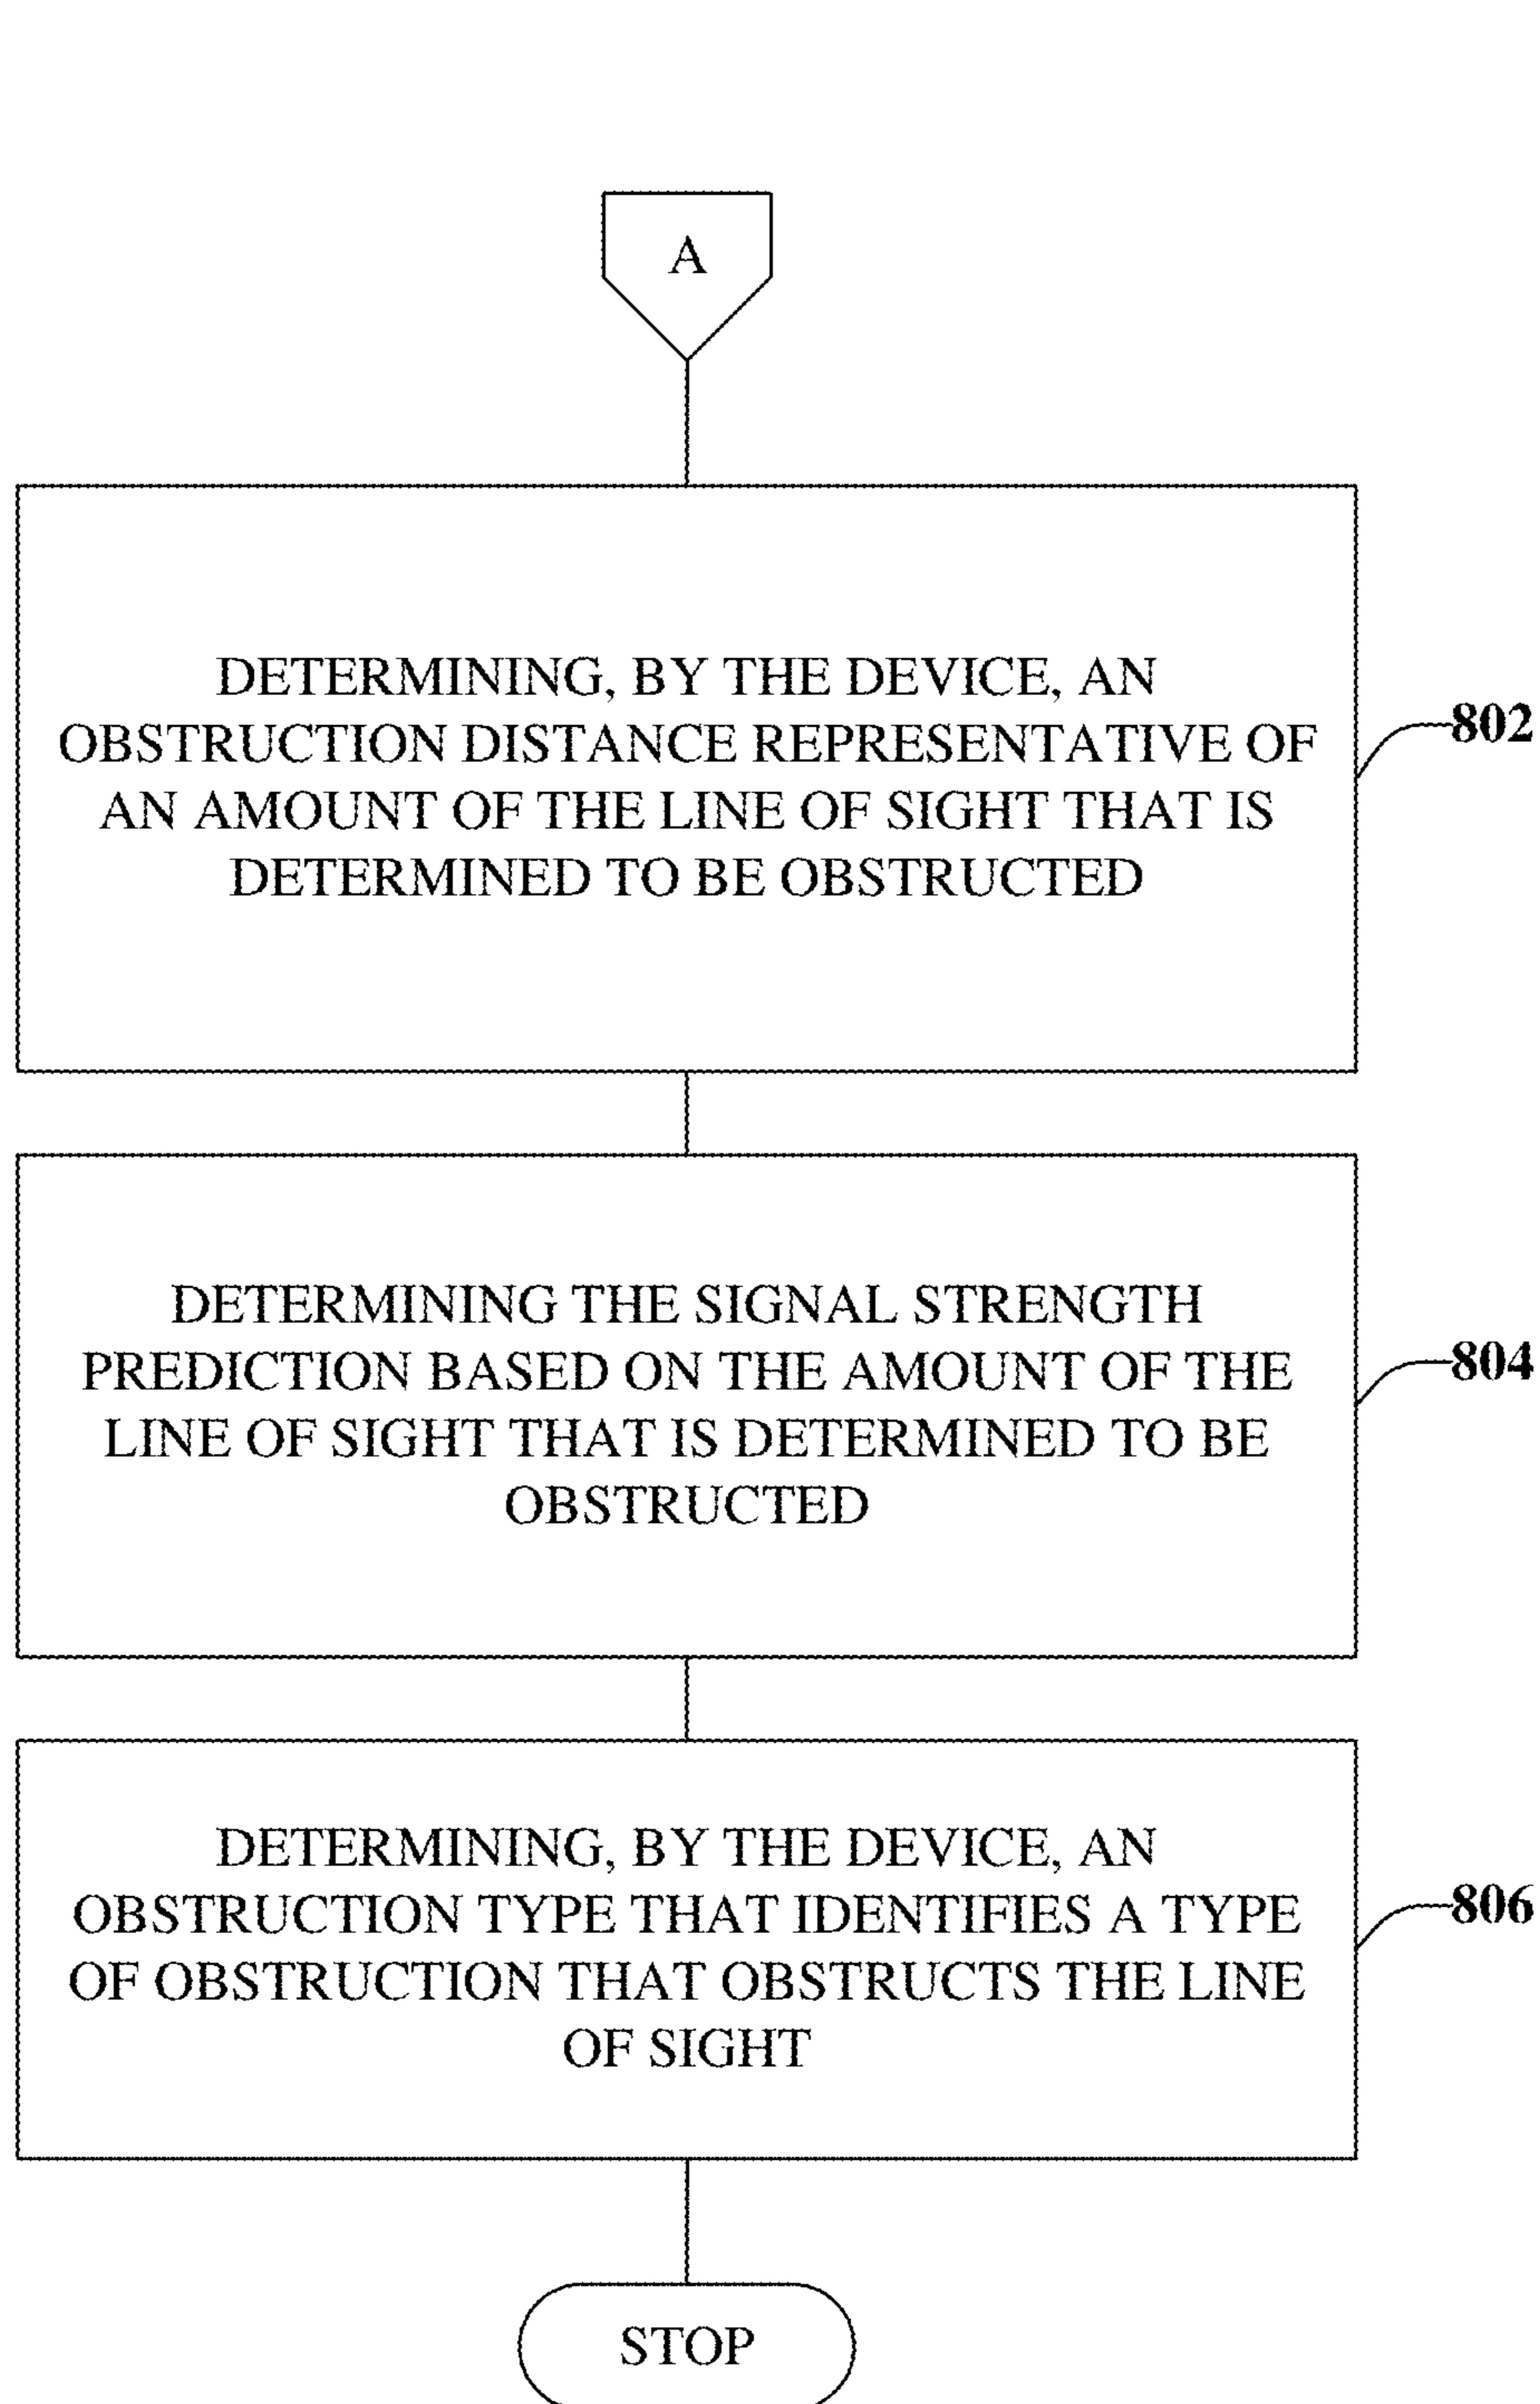 A
DETERMINING, BY THE DEVICE, AN
OBSTRUCTION DISTANCE REPRESENTATIVE OF
AN AMOUNT OF THE LINE OF SIGHT THAT IS
DETERMINED TO BE OBSTRUCTED
802
DETERMINING THE SIGNAL STRENGTH
PREDICTION BASED ON THE AMOUNT OF THE
LINE OF SIGHT THAT IS DETERMINED TO BE
OBSTRUCTED
804
DETERMINING, BY THE DEVICE, AN
OBSTRUCTION TYPE THAT IDENTIFIES A TYPE
OF OBSTRUCTION THAT OBSTRUCTS THE LINE
OF SIGHT
806
STOP